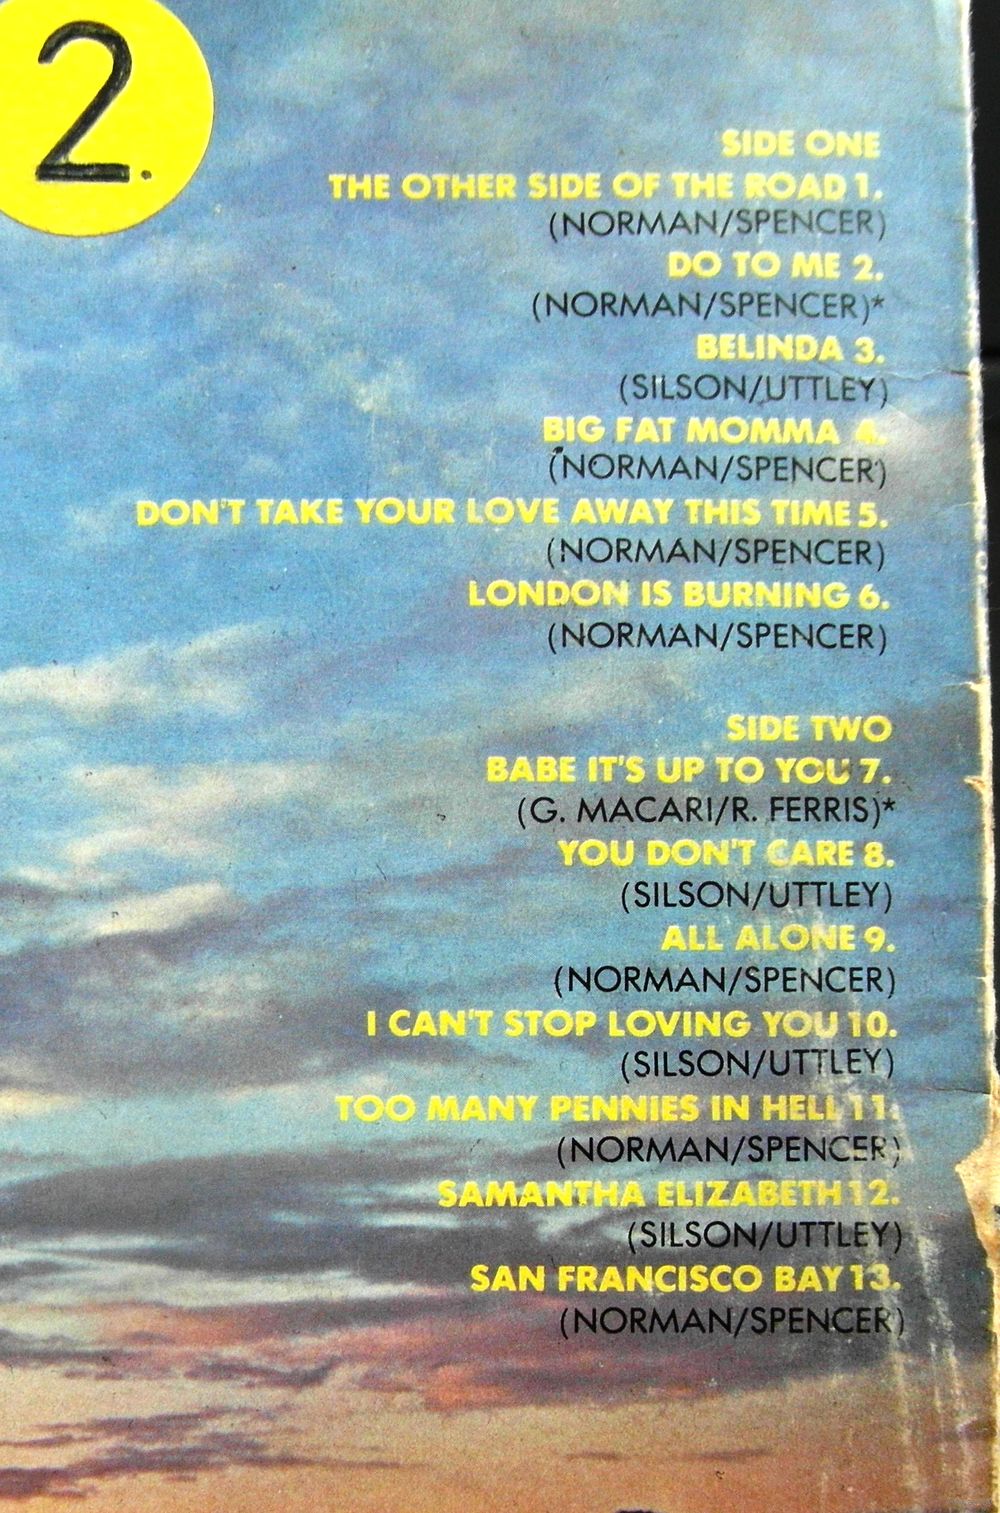 2.
SIDE ONE
THE OTHER SIDE OF THE ROAD 1.
(NORMAN/SPENCER)
DO TO ME 2.
(NORMAN/SPENCER)*
BELINDA 3.
(SILSON/UTTLEY)
BIG FAT MOMMA 4.
(NORMAN/SPENCER)
DON'T TAKE YOUR LOVE AWAY THIS TIME 5.
(NORMAN/SPENCER)
LONDON IS BURNING 6.
(NORMAN/SPENCER)
SIDE TWO
BABE IT'S UP TO YOU 7.
(G. MACARI/R. FERRIS)*
YOU DON'T CARE 8.
(SILSON/UTTLEY)
ALL ALONE 9.
(NORMAN/SPENCER)
I CAN'T STOP LOVING YOU 10.
(SILSON/UTTLEY)
TOO MANY PENNIES IN HELL 11.
(NORMAN/SPENCER)
SAMANTHA ELIZABETH 12.
(SILSON/UTTLEY)
SAN FRANCISCO BAY 13.
(NORMAN/SPENCER)